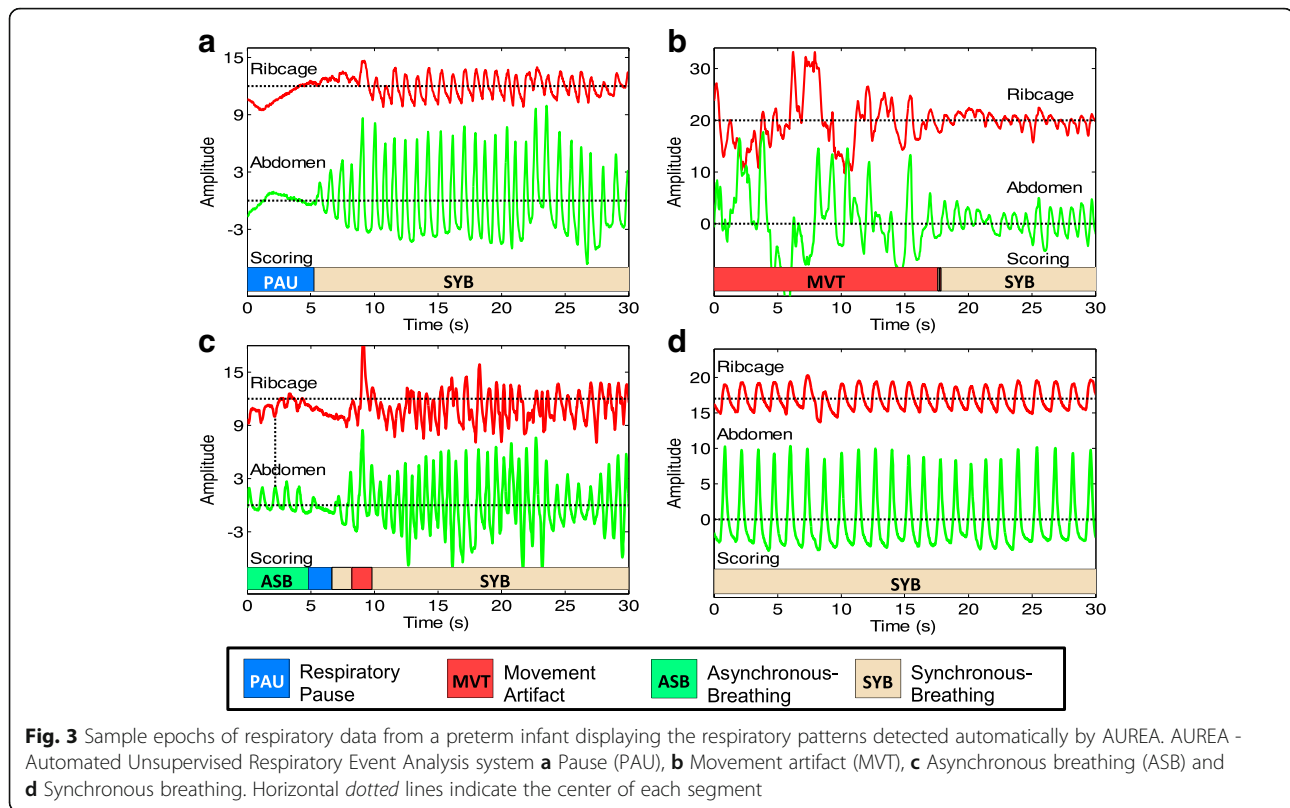 a
15
Ribcage
9
Amplitude
Abdomen
3
-3
Scoring
PAU
SYB
0
5
10
15
20
25
30
Time (s)
b
30
Ribcage
20
Amplitude
10
Abdomen
0
Scoring
MVT
SYB
0
5
10
15
20
25
30
Time (s)
c
15
Ribcage
9
Amplitude
Abdomen
3
-3
Scoring
ASB
SYB
0
5
10
15
20
25
30
Time (s)
d
20
Ribcage
15
Abdomen
10
Amplitude
5
0
Scoring
SYB
0
5
10
15
20
25
30
Time (s)
PAU
Respiratory
Pause
MVT
Movement
Artifact
ASB
Asynchronous-
Breathing
SYB
Synchronous-
Breathing
Fig. 3 Sample epochs of respiratory data from a preterm infant displaying the respiratory patterns detected automatically by AUREA. AUREA -
Automated Unsupervised Respiratory Event Analysis system a Pause (PAU), b Movement artifact (MVT), c Asynchronous breathing (ASB) and
d Synchronous breathing. Horizontal dotted lines indicate the center of each segment